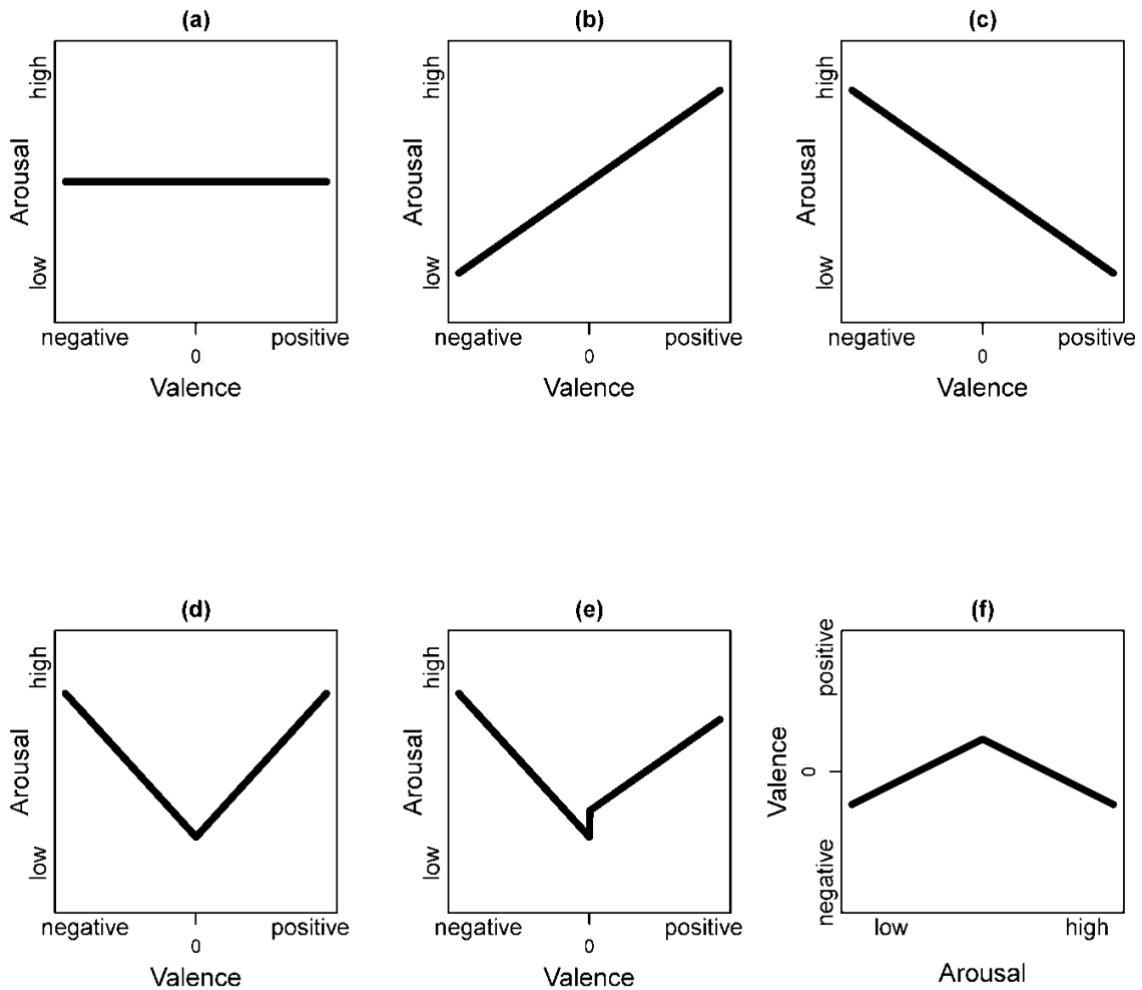 (a)
high
Arousal
low
negative
positive
0
Valence
(b)
high
Arousal
low
negative
positive
0
Valence
(c)
high
Arousal
low
negative
positive
0
Valence
(d)
high
Arousal
low
negative
positive
0
Valence
(e)
high
Arousal
low
negative
positive
0
Valence
(f)
positive
0
Valence
negative
low
high
Arousal